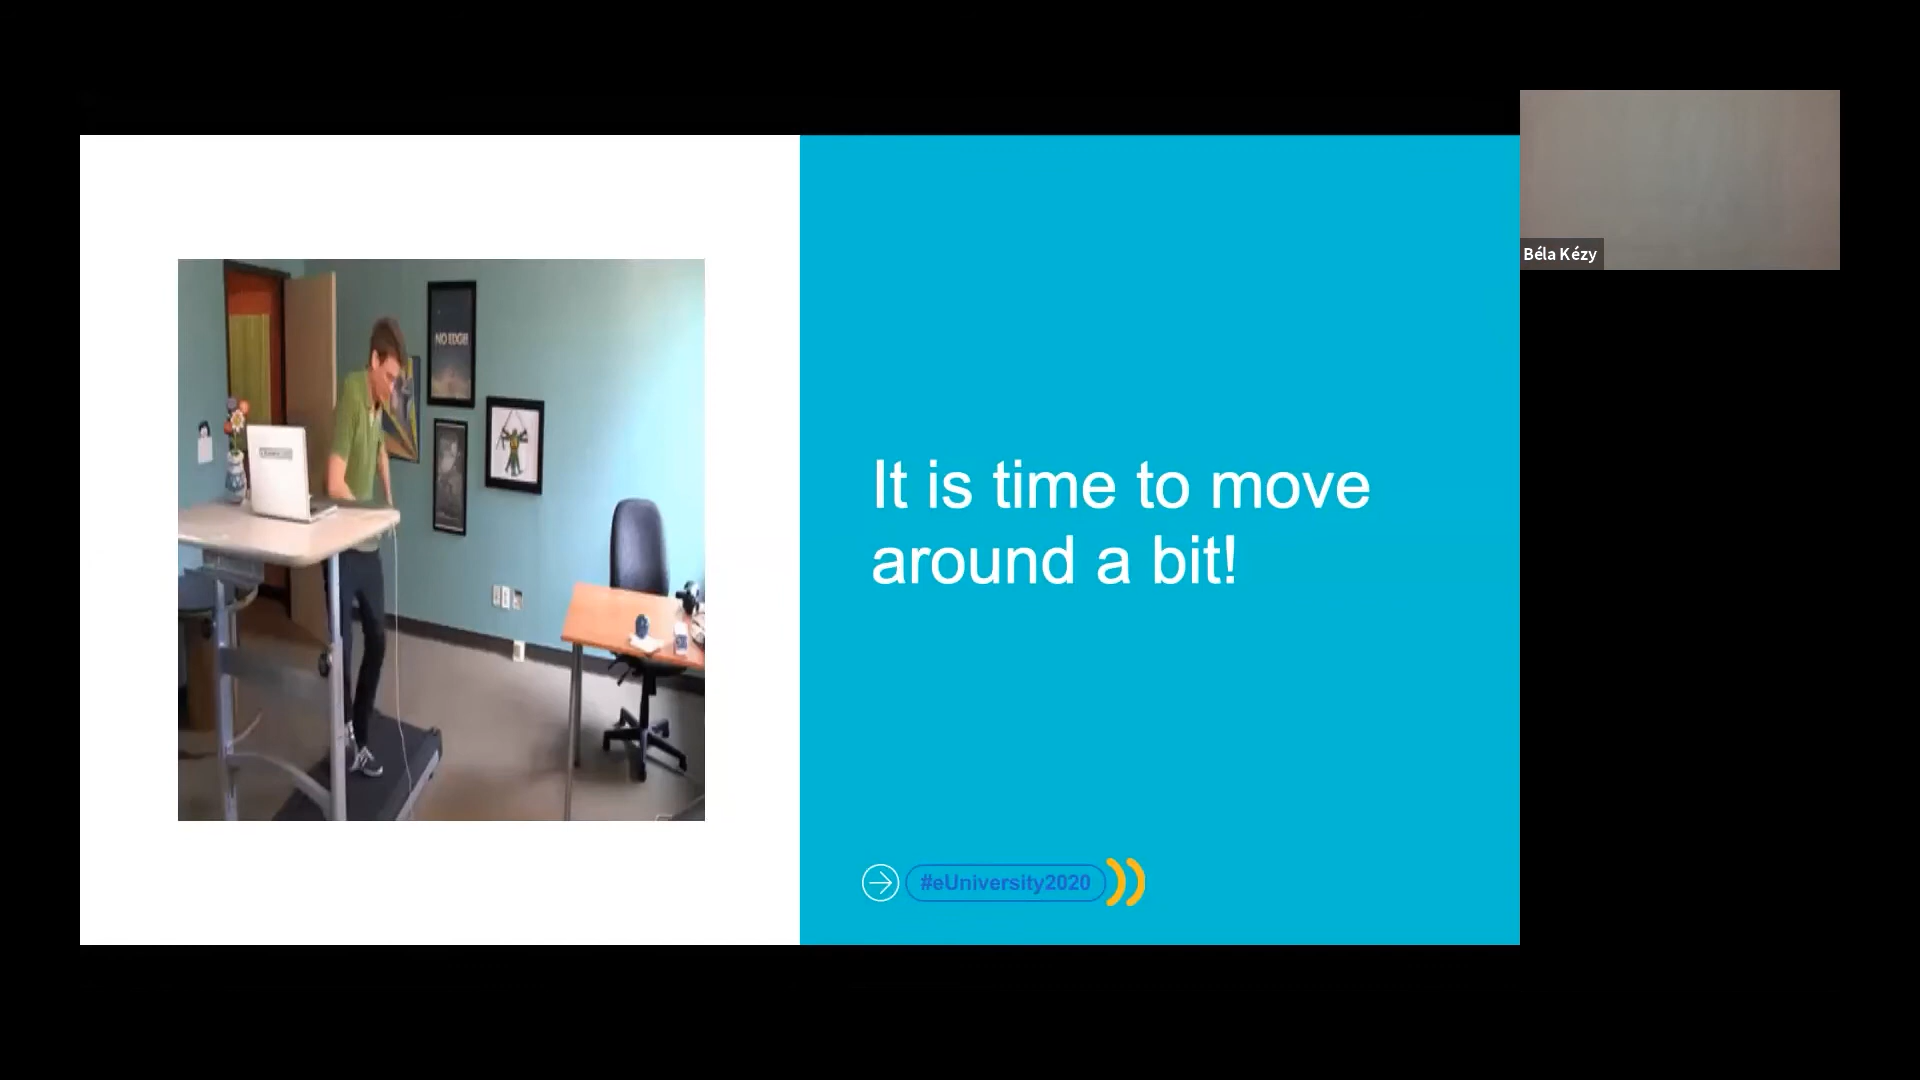 NO EDGE!
It is time to move
around a bit!
#eUniversity2020
Béla Kézy